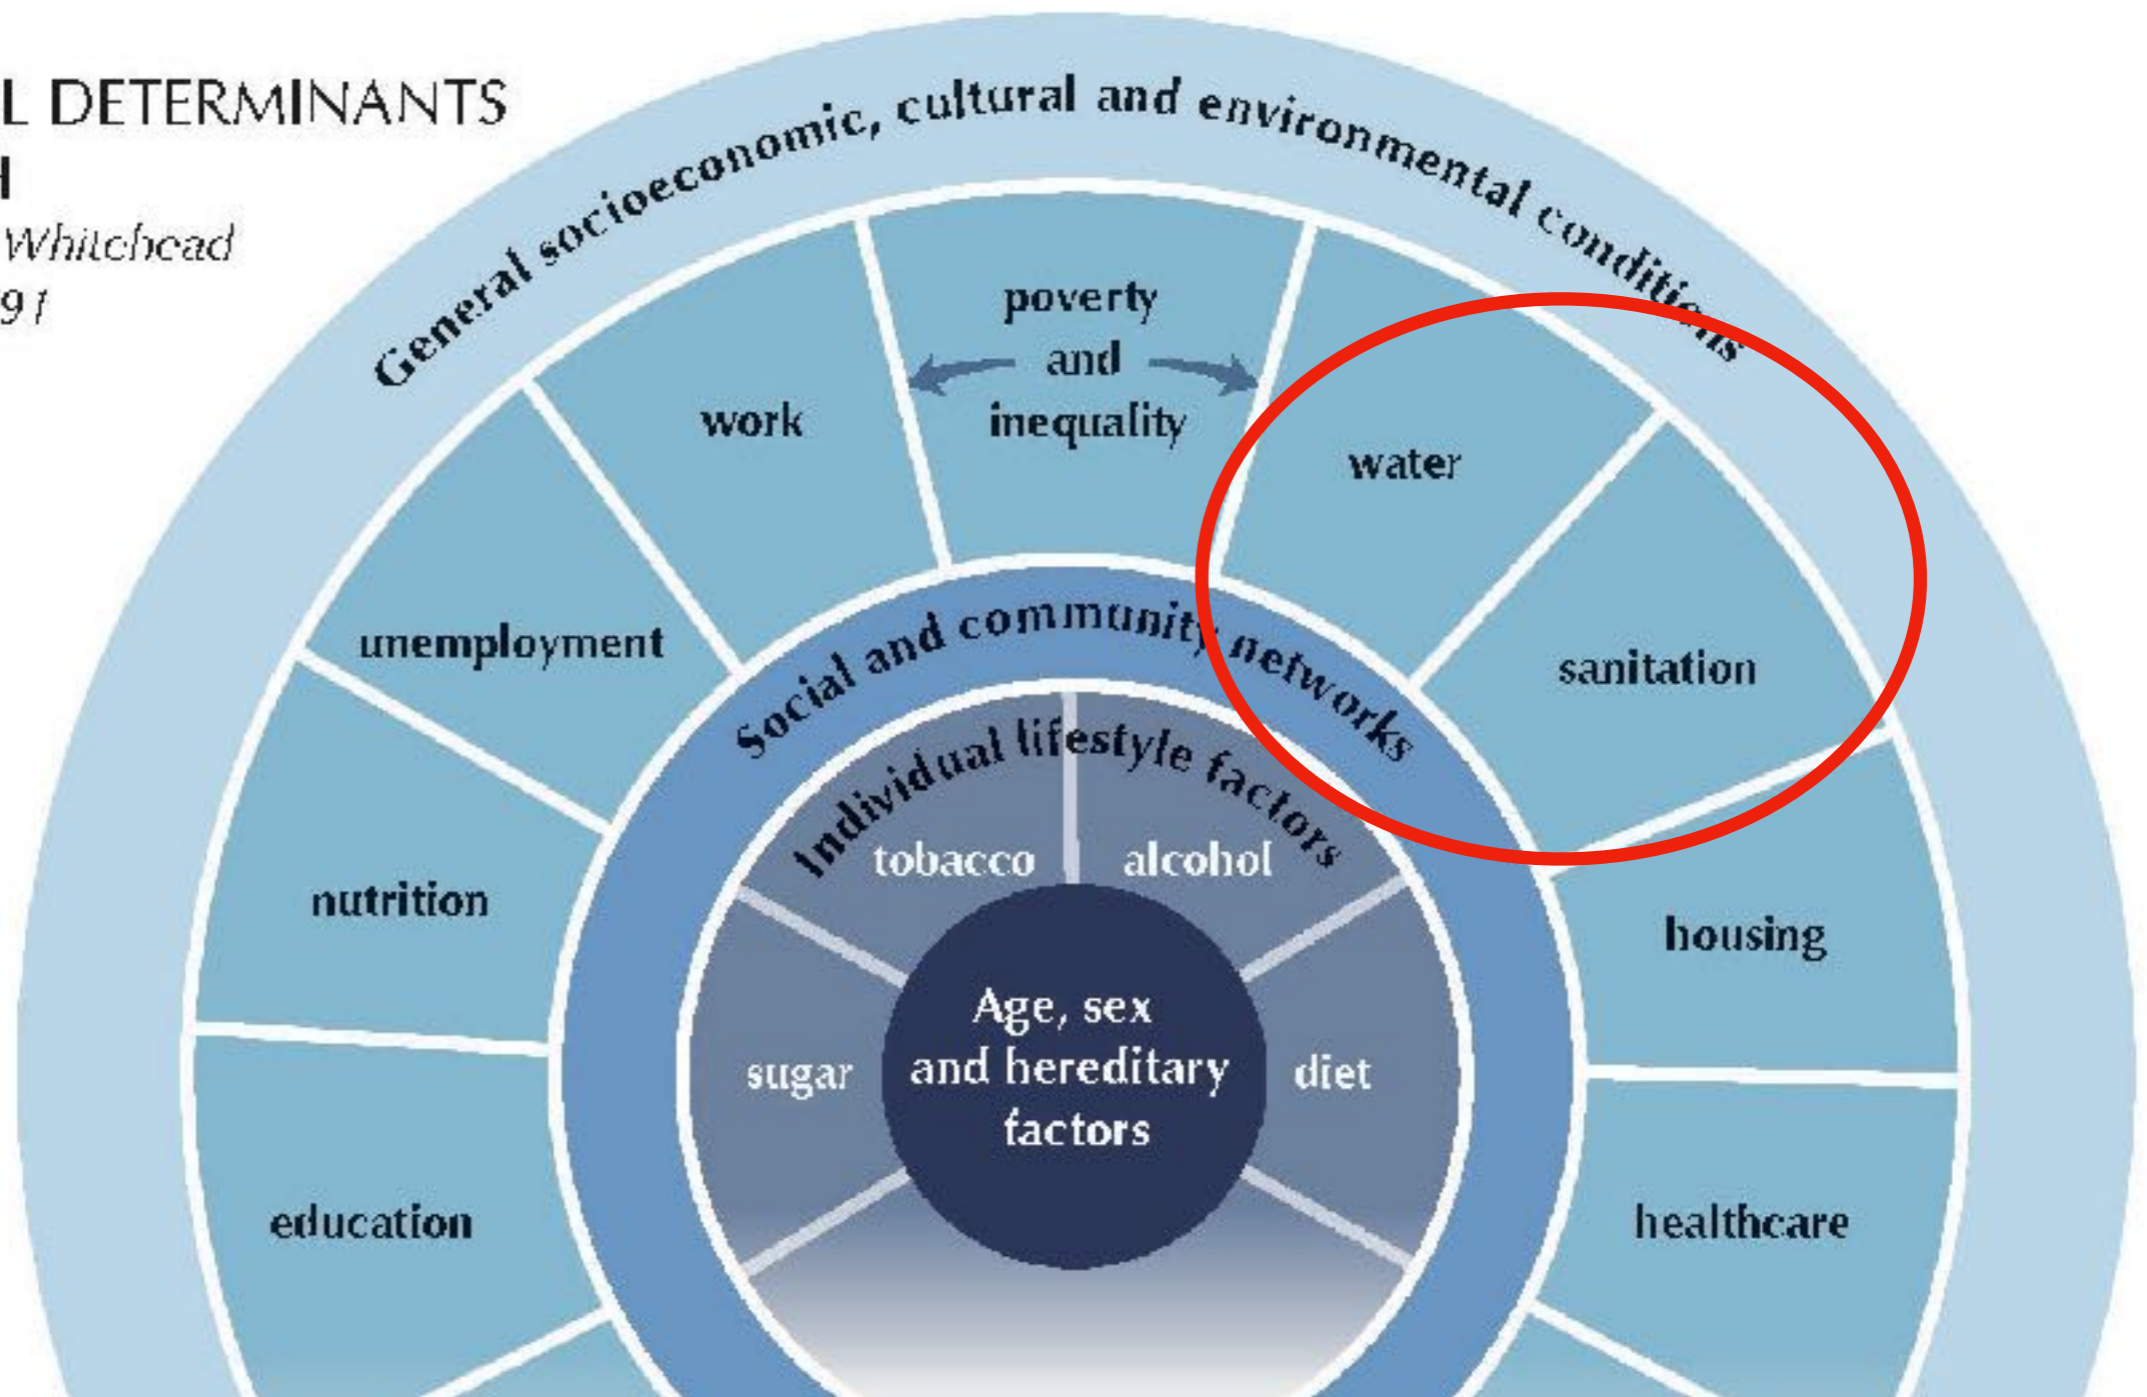 L DETERMINANTS
H
Whitehead
91
General socioeconomic, cultural and environmental conditions
poverty
and
inequality
work
water
unemployment
sanitation
nutrition
housing
education
healthcare
Social and community networks
Individual lifestyle factors
tobacco
alcohol
sugar
diet
Age, sex
and hereditary
factors